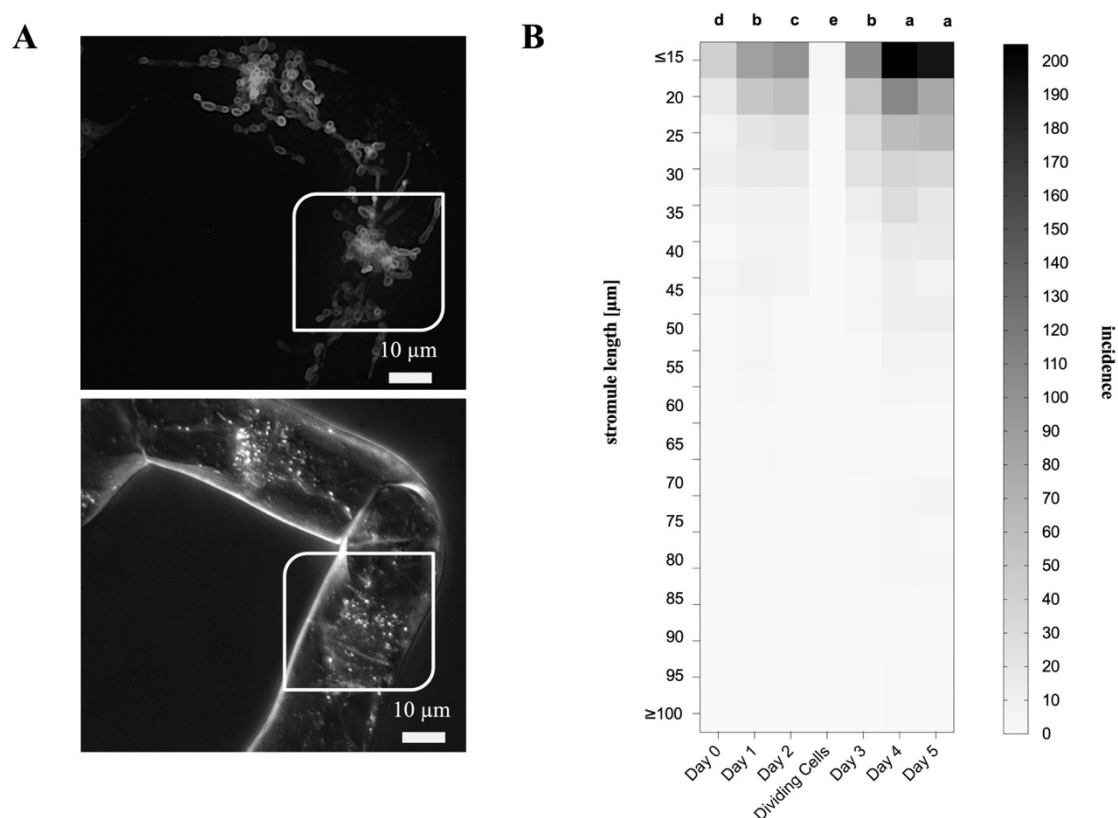 A
B
10 µm
10 µm
d b c e b a a
stromule length [µm]
≤15
20
25
30
35
40
45
50
55
60
65
70
75
80
85
90
95
≥100
Day 0
Day 1
Day 2
Dividing Cells
Day 3
Day 4
Day 5
200
190
180
170
160
150
140
130
120
110
100
90
80
70
60
50
40
30
20
10
0
incidence